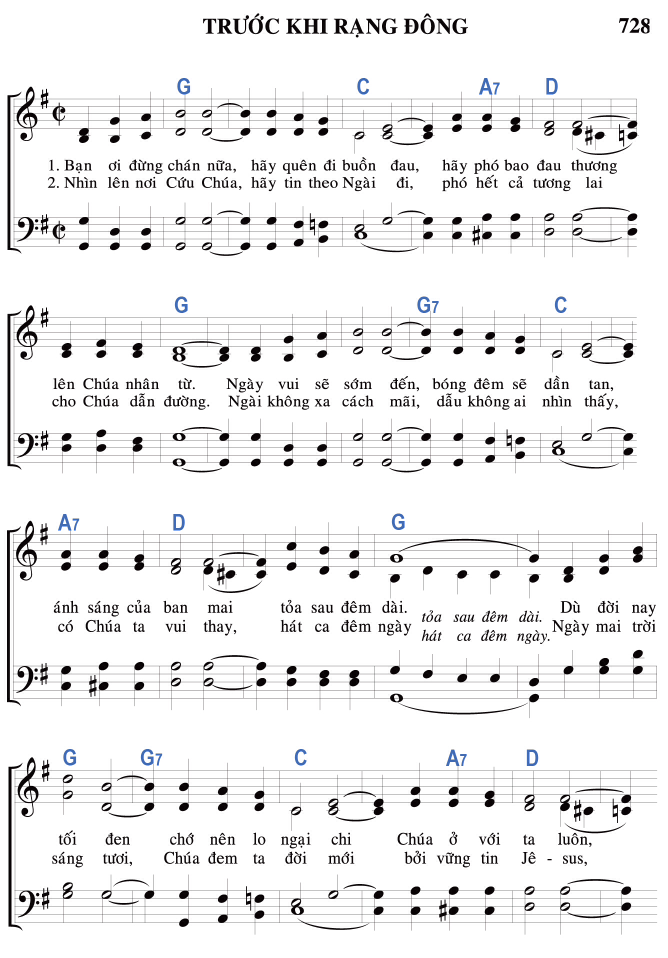 TRƯỚC KHI RẠNG ĐÔNG 728
G C A7 D
1. Bạn ơi đừng chán nữa, hãy quên đi buồn đau, hãy phó bao đau thương
2. Nhìn lên nơi Cứu Chúa, hãy tin theo Ngài đi, phó hết cả tương lai
G G7 C
lên Chúa nhân từ. Ngày vui sẽ sớm đến, bóng đêm sẽ dần tan,
cho Chúa dẫn đường. Ngài không xa cách mãi, dẫu không ai nhìn thấy,
A7 D G
ánh sáng của ban mai tỏa sau đêm dài. tỏa sau đêm dài. Dù đời nay
có Chúa ta vui thay, hát ca đêm ngày hát ca đêm ngày. Ngày mai trời
G G7 C A7 D
tối đen chớ nên lo ngại chi Chúa ở với ta luôn,
sáng tươi, Chúa đem ta đời mới bởi vững tin Jê - sus,